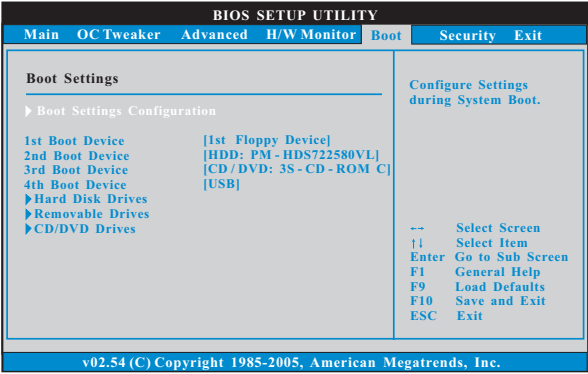 BIOS SETUP UTILITY
Main OC Tweaker Advanced H/W Monitor Boot Security Exit
Boot Settings
Boot Settings Configuration
1st Boot Device [1st Floppy Device]
2nd Boot Device [HDD: PM - HDS722580VL]
3rd Boot Device [CD / DVD: 3S - CD - ROM C]
4th Boot Device [USB]
Hard Disk Drives
Removable Drives
CD/DVD Drives
Configure Settings
during System Boot.
←→ Select Screen
↑↓ Select Item
Enter Go to Sub Screen
F1 General Help
F9 Load Defaults
F10 Save and Exit
ESC Exit
v02.54 (C) Copyright 1985-2005, American Megatrends, Inc.